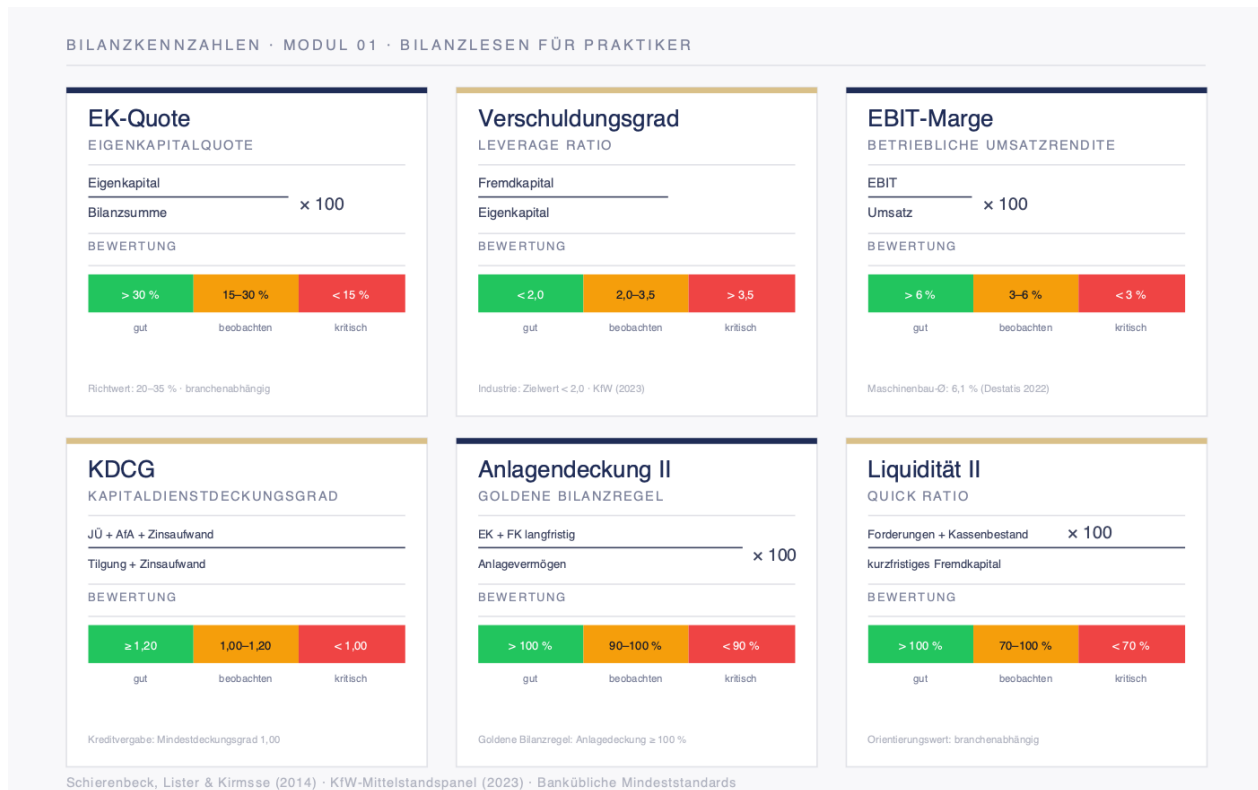 BILANZKENNZAHLEN · MODUL 01 · BILANZLESEN FÜR PRAKTIKER
EK-Quote
EIGENKAPITALQUOTE
Eigenkapital
× 100
Bilanzsumme
BEWERTUNG
> 30 %
15–30 %
< 15 %
gut
beobachten
kritisch
Richtwert: 20–35 % · branchenabhängig
Verschuldungsgrad
LEVERAGE RATIO
Fremdkapital
Eigenkapital
BEWERTUNG
< 2,0
2,0–3,5
> 3,5
gut
beobachten
kritisch
Industrie: Zielwert < 2,0 · KfW (2023)
EBIT-Marge
BETRIEBLICHE UMSATZRENDITE
EBIT
× 100
Umsatz
BEWERTUNG
> 6 %
3–6 %
< 3 %
gut
beobachten
kritisch
Maschinenbau-Ø: 6,1 % (Destatis 2022)
KDCG
KAPITALDIENSTDECKUNGSGRAD
JÜ + AfA + Zinsaufwand
Tilgung + Zinsaufwand
BEWERTUNG
≥ 1,20
1,00–1,20
< 1,00
gut
beobachten
kritisch
Kreditvergabe: Mindestdeckungsgrad 1,00
Anlagendeckung II
GOLDENE BILANZREGEL
EK + FK langfristig
× 100
Anlagevermögen
BEWERTUNG
> 100 %
90–100 %
< 90 %
gut
beobachten
kritisch
Goldene Bilanzregel: Anlagedeckung ≥ 100 %
Liquidität II
QUICK RATIO
Forderungen + Kassenbestand × 100
kurzfristiges Fremdkapital
BEWERTUNG
> 100 %
70–100 %
< 70 %
gut
beobachten
kritisch
Orientierungswert: branchenabhängig
Schierenbeck, Lister & Kirmsse (2014) · KfW-Mittelstandspanel (2023) · Bankübliche Mindeststandards